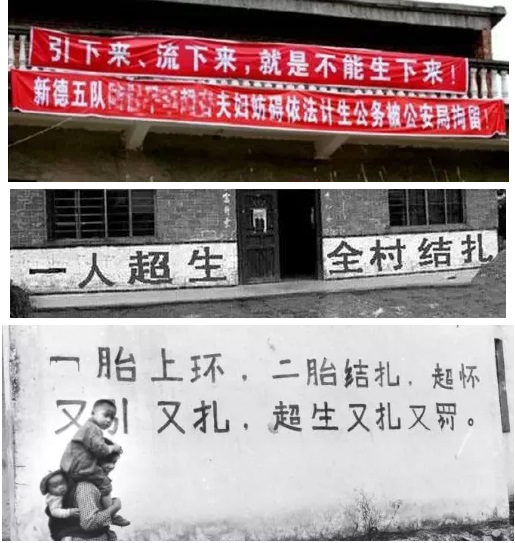 引下来、流下来，就是不能生下来！
新德五队夫妇妨碍依法计生公务被公安局拘留！
一人超生 全村结扎
一胎上环，二胎结扎，超怀
又引又扎，超生又扎又罚。